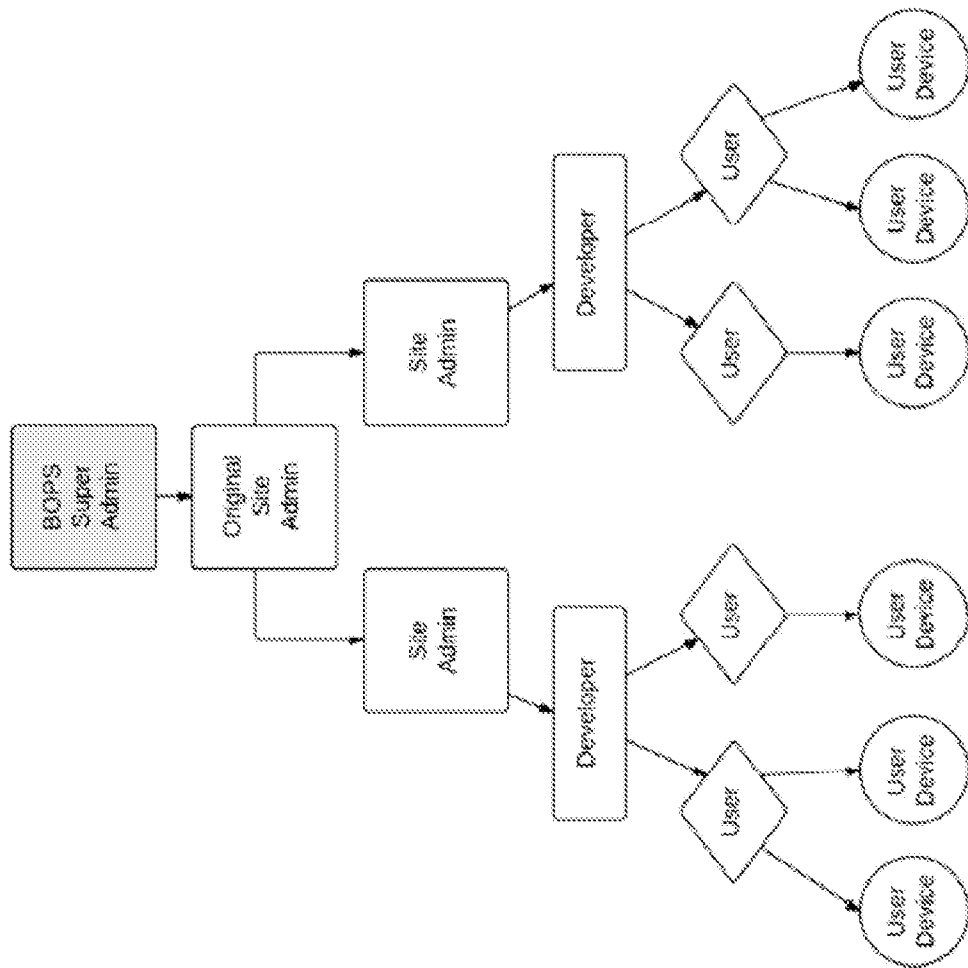 BOPS
Super
Admin
Original
Site
Admin
Site
Admin
Site
Admin
Developer
Developer
User
User
User
User
User
Device
User
Device
User
Device
User
Device
User
Device
User
Device